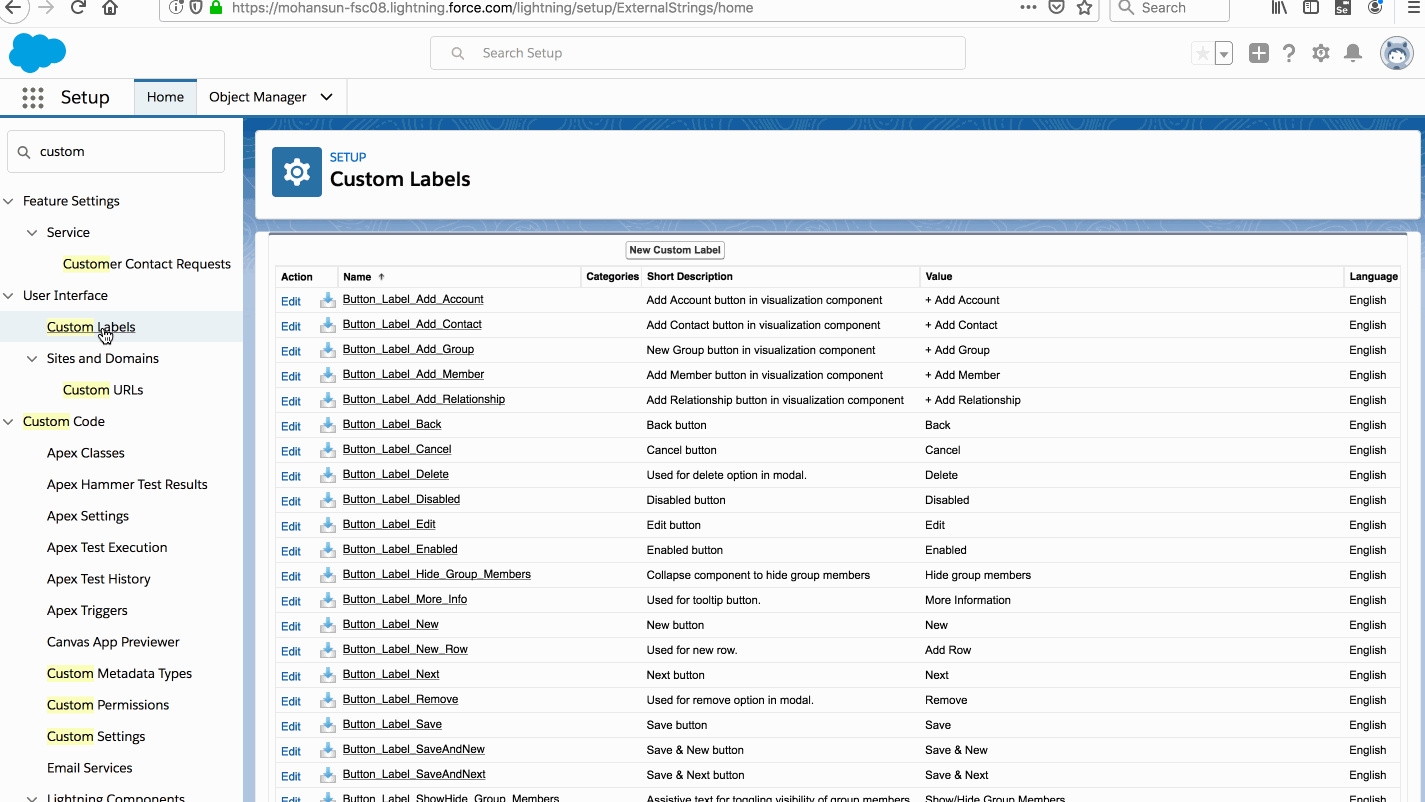 https://mohansun-fsc08.lightning.force.com/lightning/setup/ExternalStrings/home
Search
Se
Search Setup
Setup
Home
Object Manager
custom
Feature Settings
Service
Customer Contact Requests
User Interface
Custom Labels
Sites and Domains
Custom URLs
Custom Code
Apex Classes
Apex Hammer Test Results
Apex Settings
Apex Test Execution
Apex Test History
Apex Triggers
Canvas App Previewer
Custom Metadata Types
Custom Permissions
Custom Settings
Email Services
Lightning Components
SETUP
Custom Labels
New Custom Label
Action Name Categories Short Description Value Language
Edit Button_Label_Add_Account Add Account button in visualization component + Add Account English
Edit Button_Label_Add_Contact Add Contact button in visualization component + Add Contact English
Edit Button_Label_Add_Group New Group button in visualization component + Add Group English
Edit Button_Label_Add_Member Add Member button in visualization component + Add Member English
Edit Button_Label_Add_Relationship Add Relationship button in visualization component + Add Relationship English
Edit Button_Label_Back Back button Back English
Edit Button_Label_Cancel Cancel button Cancel English
Edit Button_Label_Delete Used for delete option in modal. Delete English
Edit Button_Label_Disabled Disabled button Disabled English
Edit Button_Label_Edit Edit button Edit English
Edit Button_Label_Enabled Enabled button Enabled English
Edit Button_Label_Hide_Group_Members Collapse component to hide group members Hide group members English
Edit Button_Label_More_Info Used for tooltip button. More Information English
Edit Button_Label_New New button New English
Edit Button_Label_New_Row Used for new row. Add Row English
Edit Button_Label_Next Next button Next English
Edit Button_Label_Remove Used for remove option in modal. Remove English
Edit Button_Label_Save Save button Save English
Edit Button_Label_SaveAndNew Save & New button Save & New English
Edit Button_Label_SaveAndNext Save & Next button Save & Next English
Edit Button_Label_ShowHide_Group_Members Assistive text for toggling visibility of group members Show/Hide Group Members English